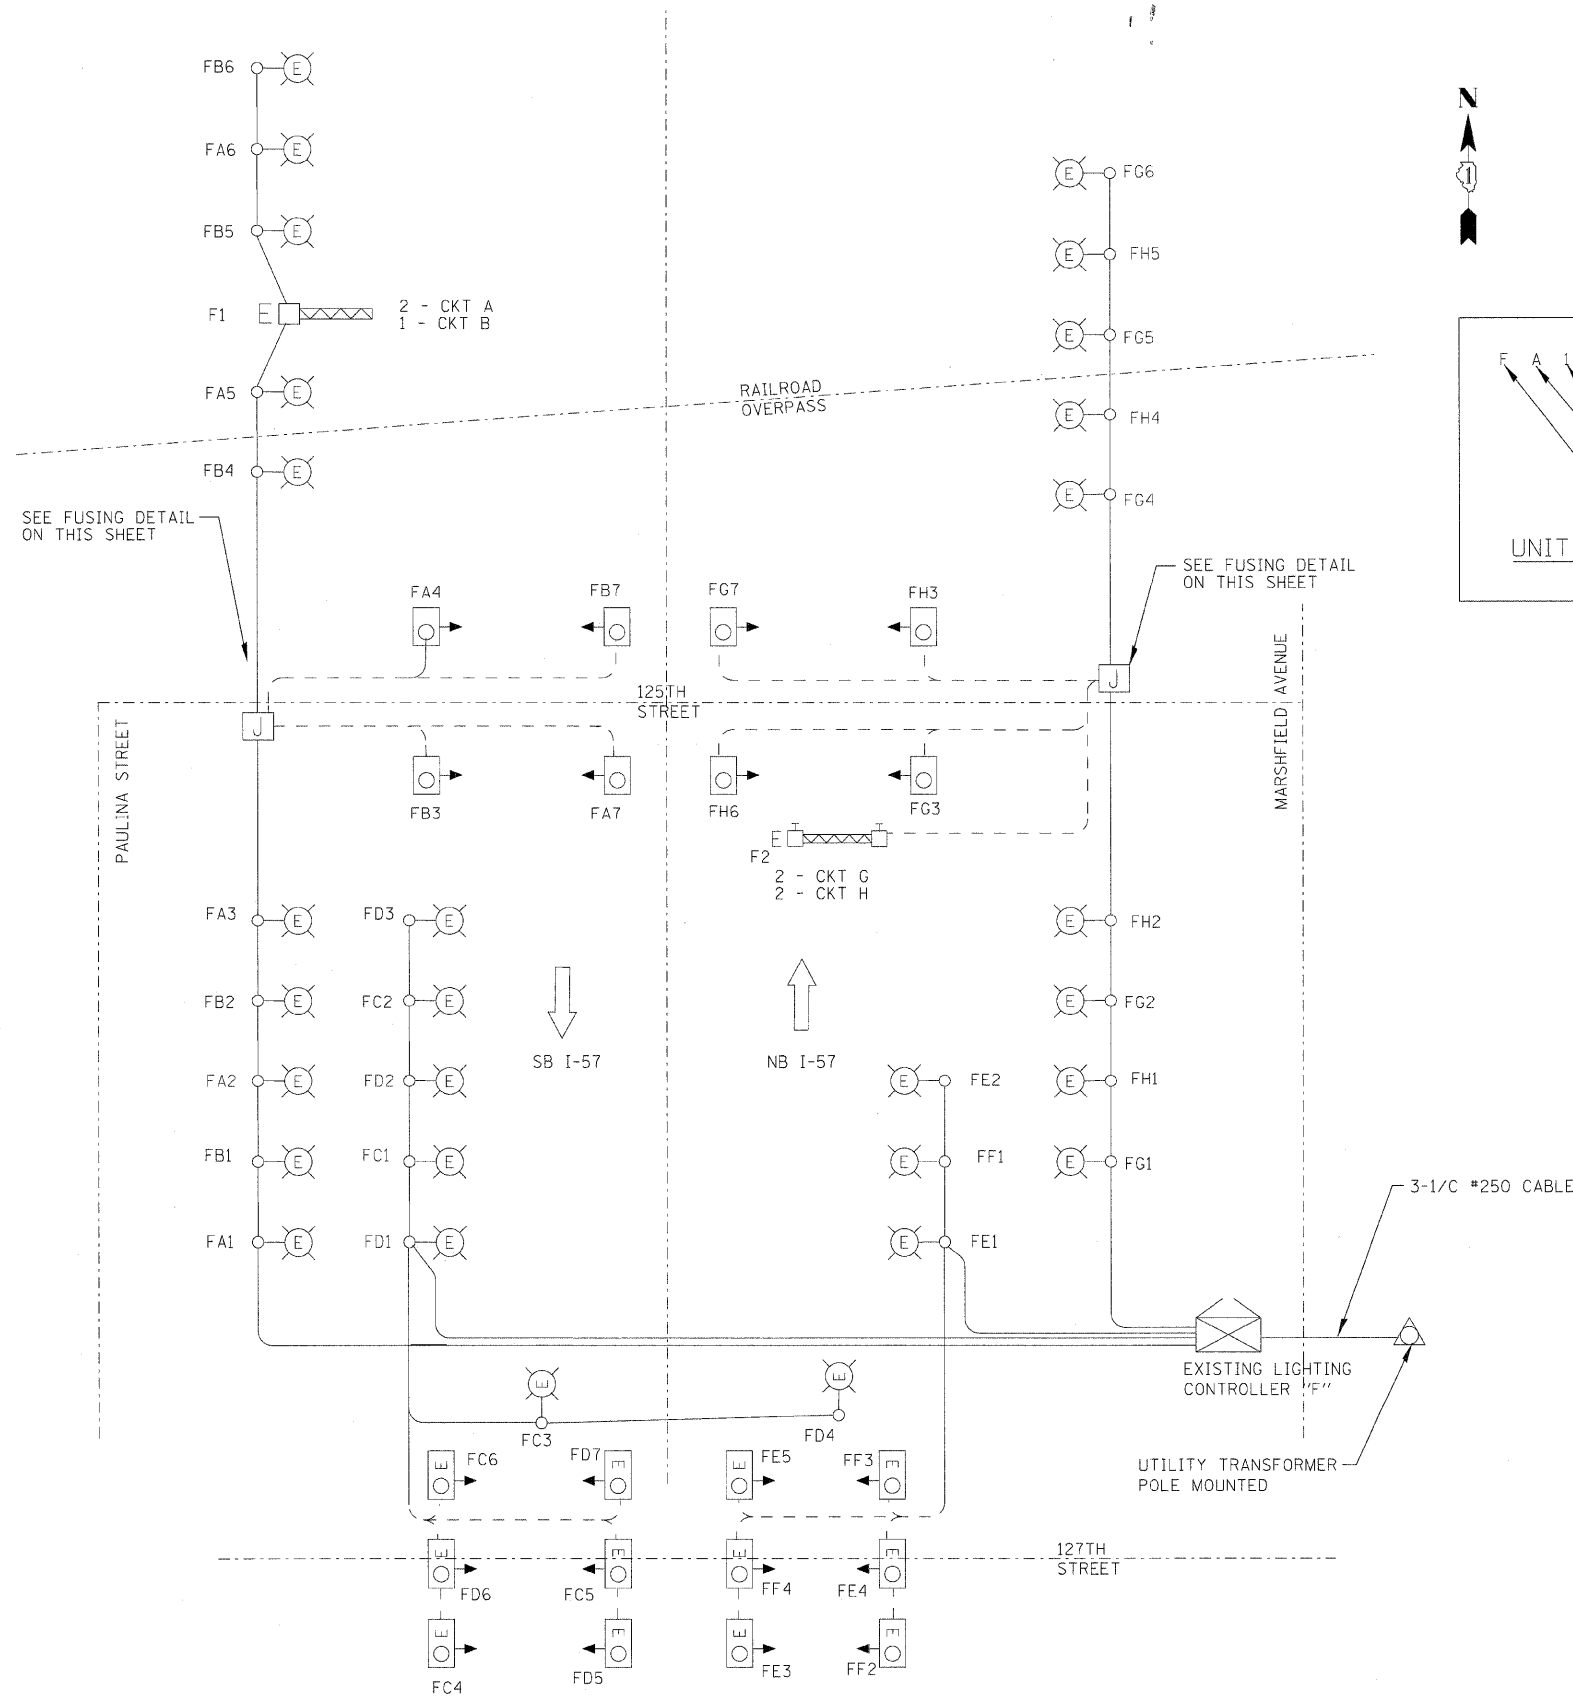 FB6 E
N
FA6 E
E FG6
1
FB5 E
E FH5
F1 E
2 - CKT A
1 - CKT B
E FG5
F A 1
FA5 E
RAILROAD
OVERPASS
E FH4
FB4 E
E FG4
SEE FUSING DETAIL
ON THIS SHEET
UNIT
SEE FUSING DETAIL
ON THIS SHEET
FA4 FB7 FG7 FH3
J
125TH
STREET
J
PAULINA STREET
MARSHFIELD AVENUE
FB3 FA7 FH6 FG3
E
F2
2 - CKT G
2 - CKT H
FA3 E FD3 E
E FH2
FB2 E FC2 E
E FG2
SB I-57
NB I-57
FA2 E FD2 E
E FE2
E FH1
FB1 E FC1 E
E FF1
E FG1
3-1/C #250 CABLE
FA1 E FD1 E
E FE1
EXISTING LIGHTING
CONTROLLER "F"
E
E
FC3
FD4
E FC6 FD7 E E FE5 FF3 E
UTILITY TRANSFORMER
POLE MOUNTED
127TH
STREET
E FD6 FC5 E E FF4 FE4 E
E E E E
FC4 FD5 FE3 FF2